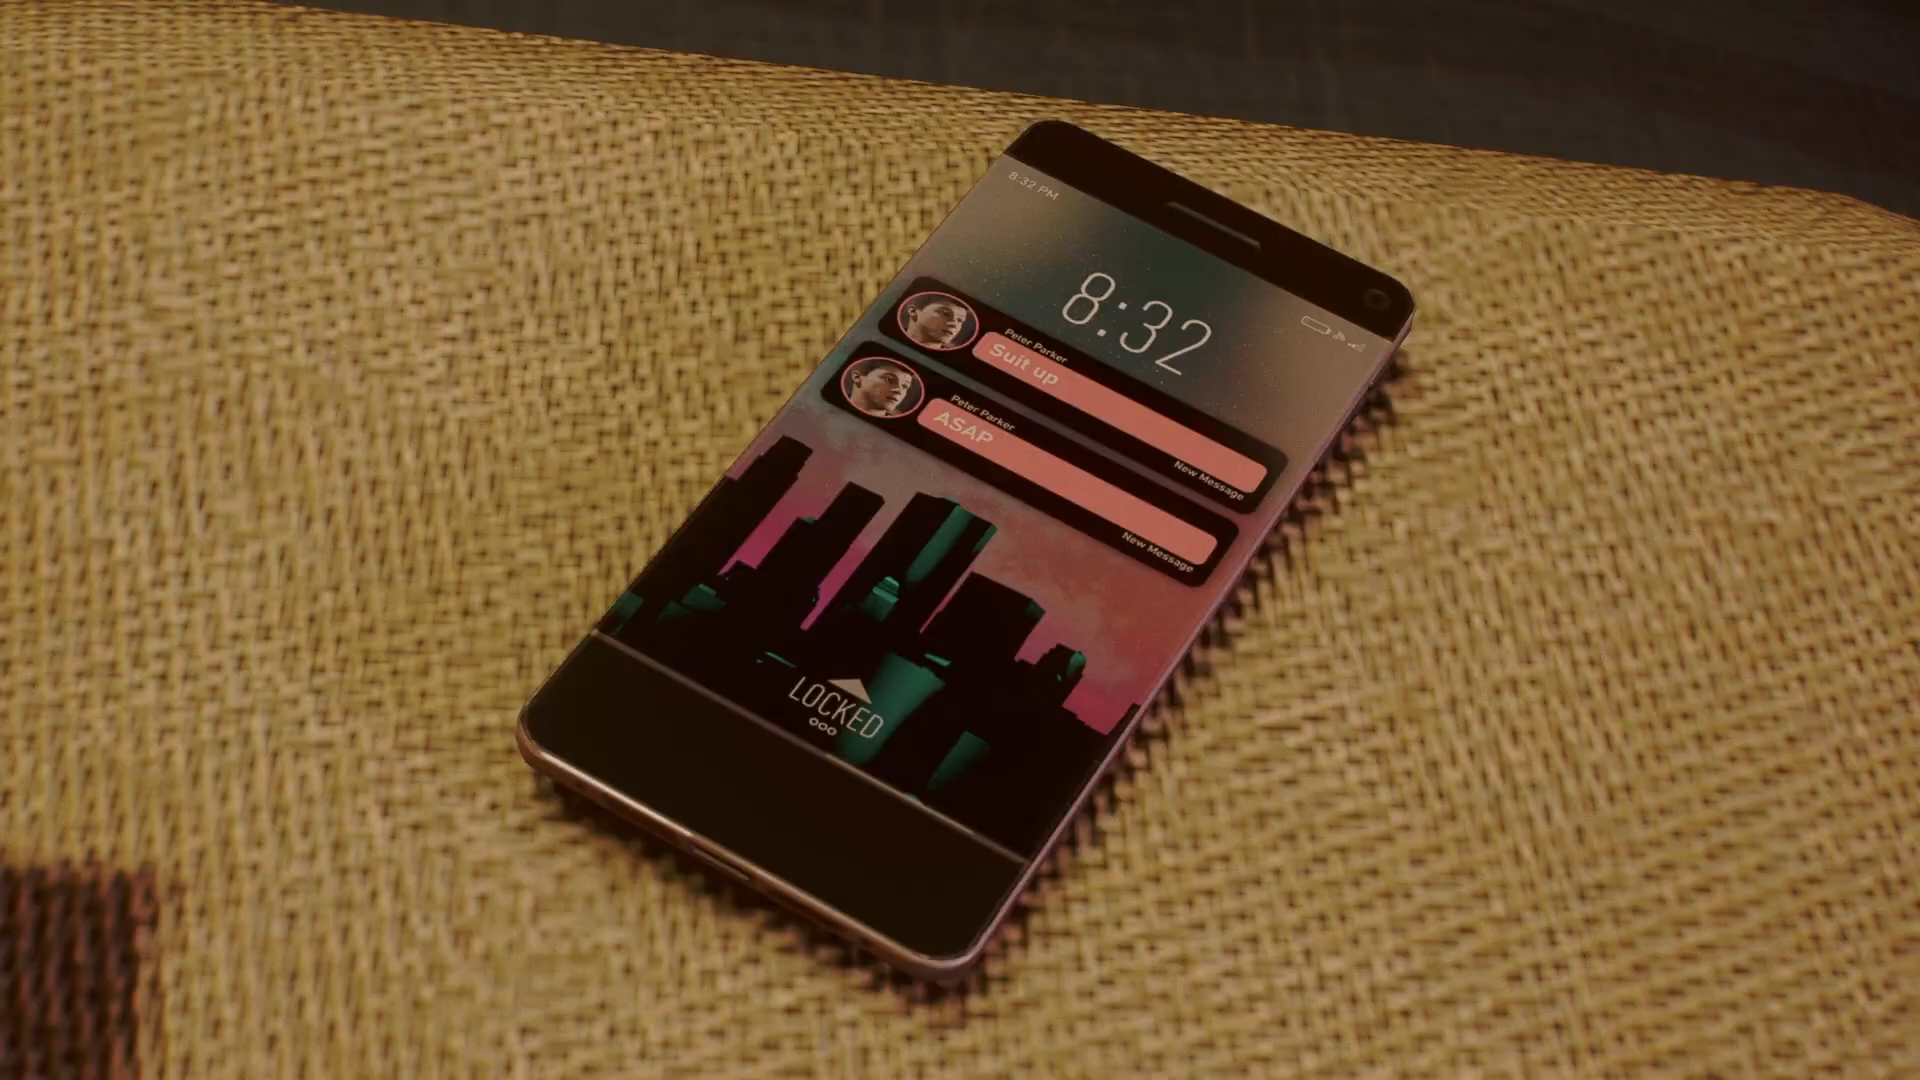 8:32 PM
8:32
Peter Parker
Suit up
New Message
Peter Parker
ASAP
New Message
LOCKED